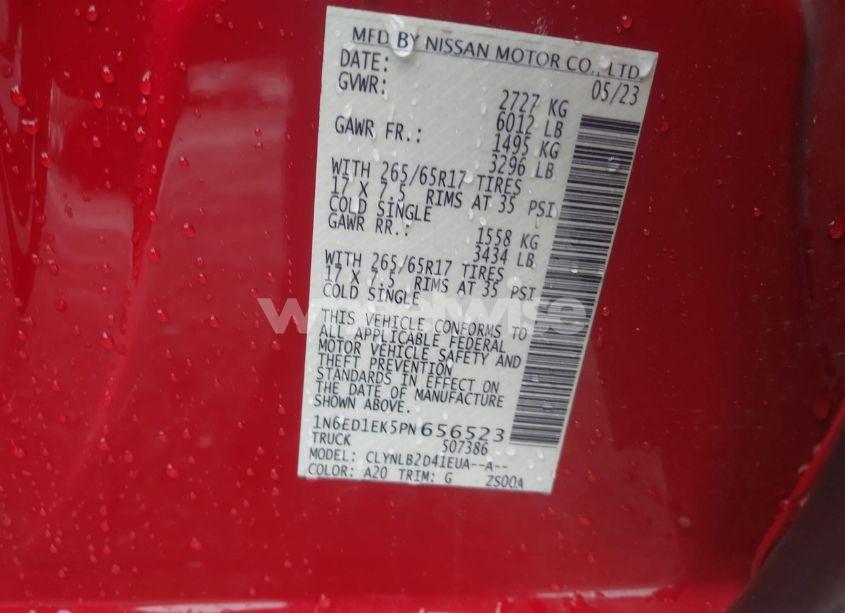 MFD BY NISSAN MOTOR CO., LTD.
DATE: 05/23
GVWR: 2727 KG
6012 LB
GAWR FR.: 1495 KG
3296 LB
WITH 265/65R17 TIRES
17 X 7.5 RIMS AT 35 PSI
COLD SINGLE
GAWR RR.: 1558 KG
3434 LB
WITH 265/65R17 TIRES
17 X 7.5 RIMS AT 35 PSI
COLD SINGLE
THIS VEHICLE CONFORMS TO
ALL APPLICABLE FEDERAL
MOTOR VEHICLE SAFETY AND
THEFT PREVENTION
STANDARDS IN EFFECT ON
THE DATE OF MANUFACTURE
SHOWN ABOVE.
1N6ED1EK5PN656523
TRUCK 507386
MODEL: CLYNLB2D41EUA--A--
COLOR: A20 TRIM: G ZS00A